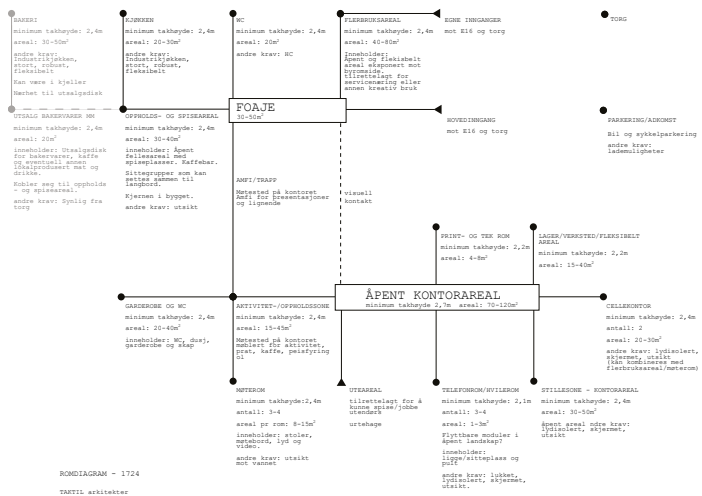 BAKERI
minimum takhøyde: 2,4m
areal: 30-50m²
andre krav:
Industrikjøkken,
stort, robust,
fleksibelt
Kan være i kjeller
Nærhet til utsalgsdisk
KJØKKEN
minimum takhøyde: 2,4m
areal: 20-30m²
andre krav:
Industrikjøkken,
stort, robust,
fleksibelt
WC
minimum takhøyde: 2,4m
areal: 20m²
andre krav: HC
FLERBRUKSAREAL
minimum takhøyde: 2,4m
areal: 40-80m²
Inneholder:
Åpent og fleksibelt
areal eksponert mot
byromside.
tilrettelagt for
servicenæring eller
annen kreativ bruk
EGNE INNGANGER
mot E16 og torg
TORG
FOAJE
30-50m²
UTSALG BAKERVARER MM
minimum takhøyde: 2,4m
areal: 20m²
inneholder: Utsalgsdisk
for bakervarer, kaffe
og eventuell annen
lokalprodusert mat og
drikke.
Kobler seg til oppholds
- og spiseareal.
andre krav: Synlig fra
torg
OPPHOLDS- OG SPISEAREAL
minimum takhøyde: 2,4m
areal: 30-40m²
inneholder: Åpent
fellesareal med
spiseplasser. Kaffebar.
Sittegrupper som kan
settes sammen til
langbord.
Kjernen i bygget.
andre krav: utsikt
HOVEDINNGANG
mot E16 og torg
PARKERING/ADKOMST
Bil og sykkelparkering
andre krav:
lademuligheter
AMFI/TRAPP
Møtested på kontoret
Amfi for presentasjoner
og lignende
visuell
kontakt
PRINT- OG TEK ROM
minimum takhøyde: 2,2m
areal: 4-8m²
LAGER/VERKSTED/FLEKSIBELT
AREAL
minimum takhøyde: 2,2m
areal: 15-40m²
ÅPENT KONTORAREAL
minimum takhøyde 2,7m areal: 70-120m²
GARDEROBE OG WC
minimum takhøyde: 2,4m
areal: 20-40m²
inneholder: WC, dusj,
garderobe og skap
AKTIVITET-/OPPHOLDSSONE
minimum takhøyde: 2,4m
areal: 15-45m²
Møtested på kontoret
møblert for aktivitet,
prat, kaffe, peisfyring
ol
CELLEKONTOR
minimum takhøyde: 2,4m
antall: 2
areal: 20-30m²
andre krav: lydisolert,
skjermet, utsikt
(kan kombineres med
flerbruksareal/møterom)
MØTEROM
minimum takhøyde:2,4m
antall: 3-4
areal pr rom: 8-15m²
inneholder: stoler,
møtebord, lyd og
video.
andre krav: utsikt
mot vannet
UTEAREAL
tilrettelagt for å
kunne spise/jobbe
utendørs
urtehage
TELEFONROM/HVILEROM
minimum takhøyde: 2,1m
antall: 3-4
areal: 1-3m²
Flyttbare moduler i
åpent landskap?
inneholder:
ligge/sitteplass og
pult
andre krav: lukket,
lydisolert, skjermet,
utsikt.
STILLESONE - KONTORAREAL
minimum takhøyde: 2,4m
areal: 30-50m²
åpent areal ndre krav:
lydisolert, skjermet,
utsikt
ROMDIAGRAM - 1724
TAKTIL arkitekter